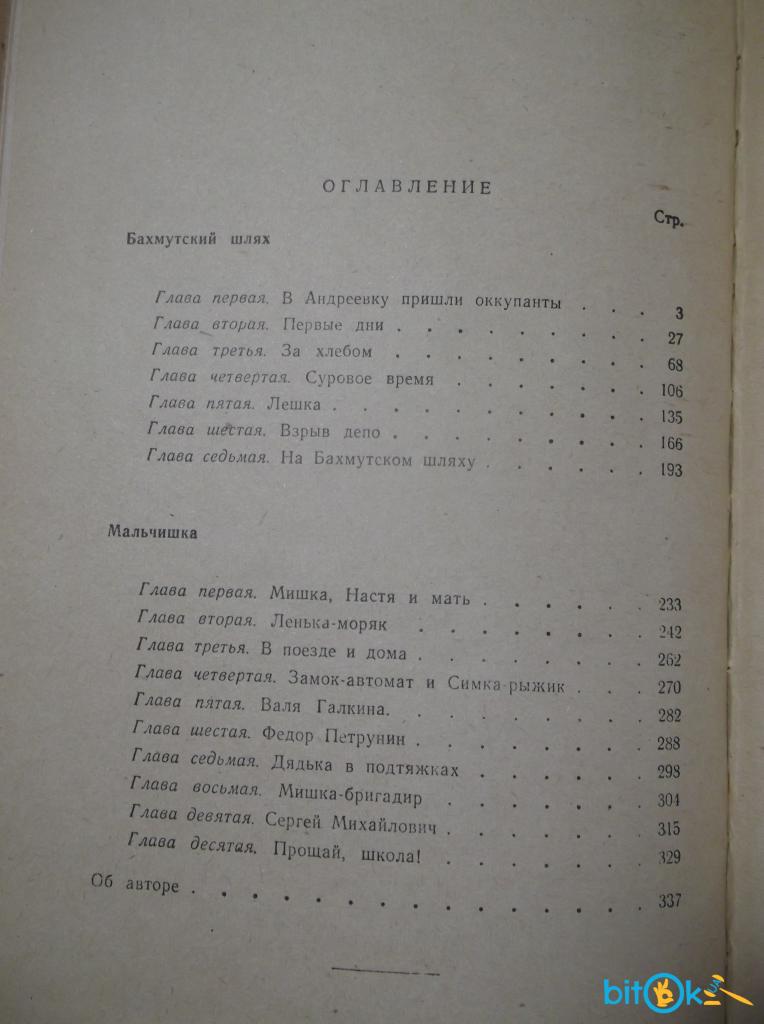 ОГЛАВЛЕНИЕ
Стр.
Бахмутский шлях
Глава первая. В Андреевку пришли оккупанты . . . 3
Глава вторая. Первые дни . . . . . . . . 27
Глава третья. За хлебом . . . . . . . . 68
Глава четвертая. Суровое время . . . . . . 106
Глава пятая. Лешка . . . . . . . . . . 135
Глава шестая. Взрыв депо . . . . . . . . 166
Глава седьмая. На Бахмутском шляху . . . . . . 193
Мальчишка
Глава первая. Мишка, Настя и мать . . . . . . 233
Глава вторая. Ленька-моряк . . . . . . . 242
Глава третья. В поезде и дома . . . . . . . 262
Глава четвертая. Замок-автомат и Симка-рыжик . . . 270
Глава пятая. Валя Галкина. . . . . . . . 282
Глава шестая. Федор Петрунин . . . . . . . 288
Глава седьмая. Дядька в подтяжках . . . . . . 298
Глава восьмая. Мишка-бригадир . . . . . . 304
Глава девятая. Сергей Михайлович . . . . . . 315
Глава десятая. Прощай, школа! . . . . . . 329
Об авторе . . . . . . . . . . . . . . . 337
bitOk.UA